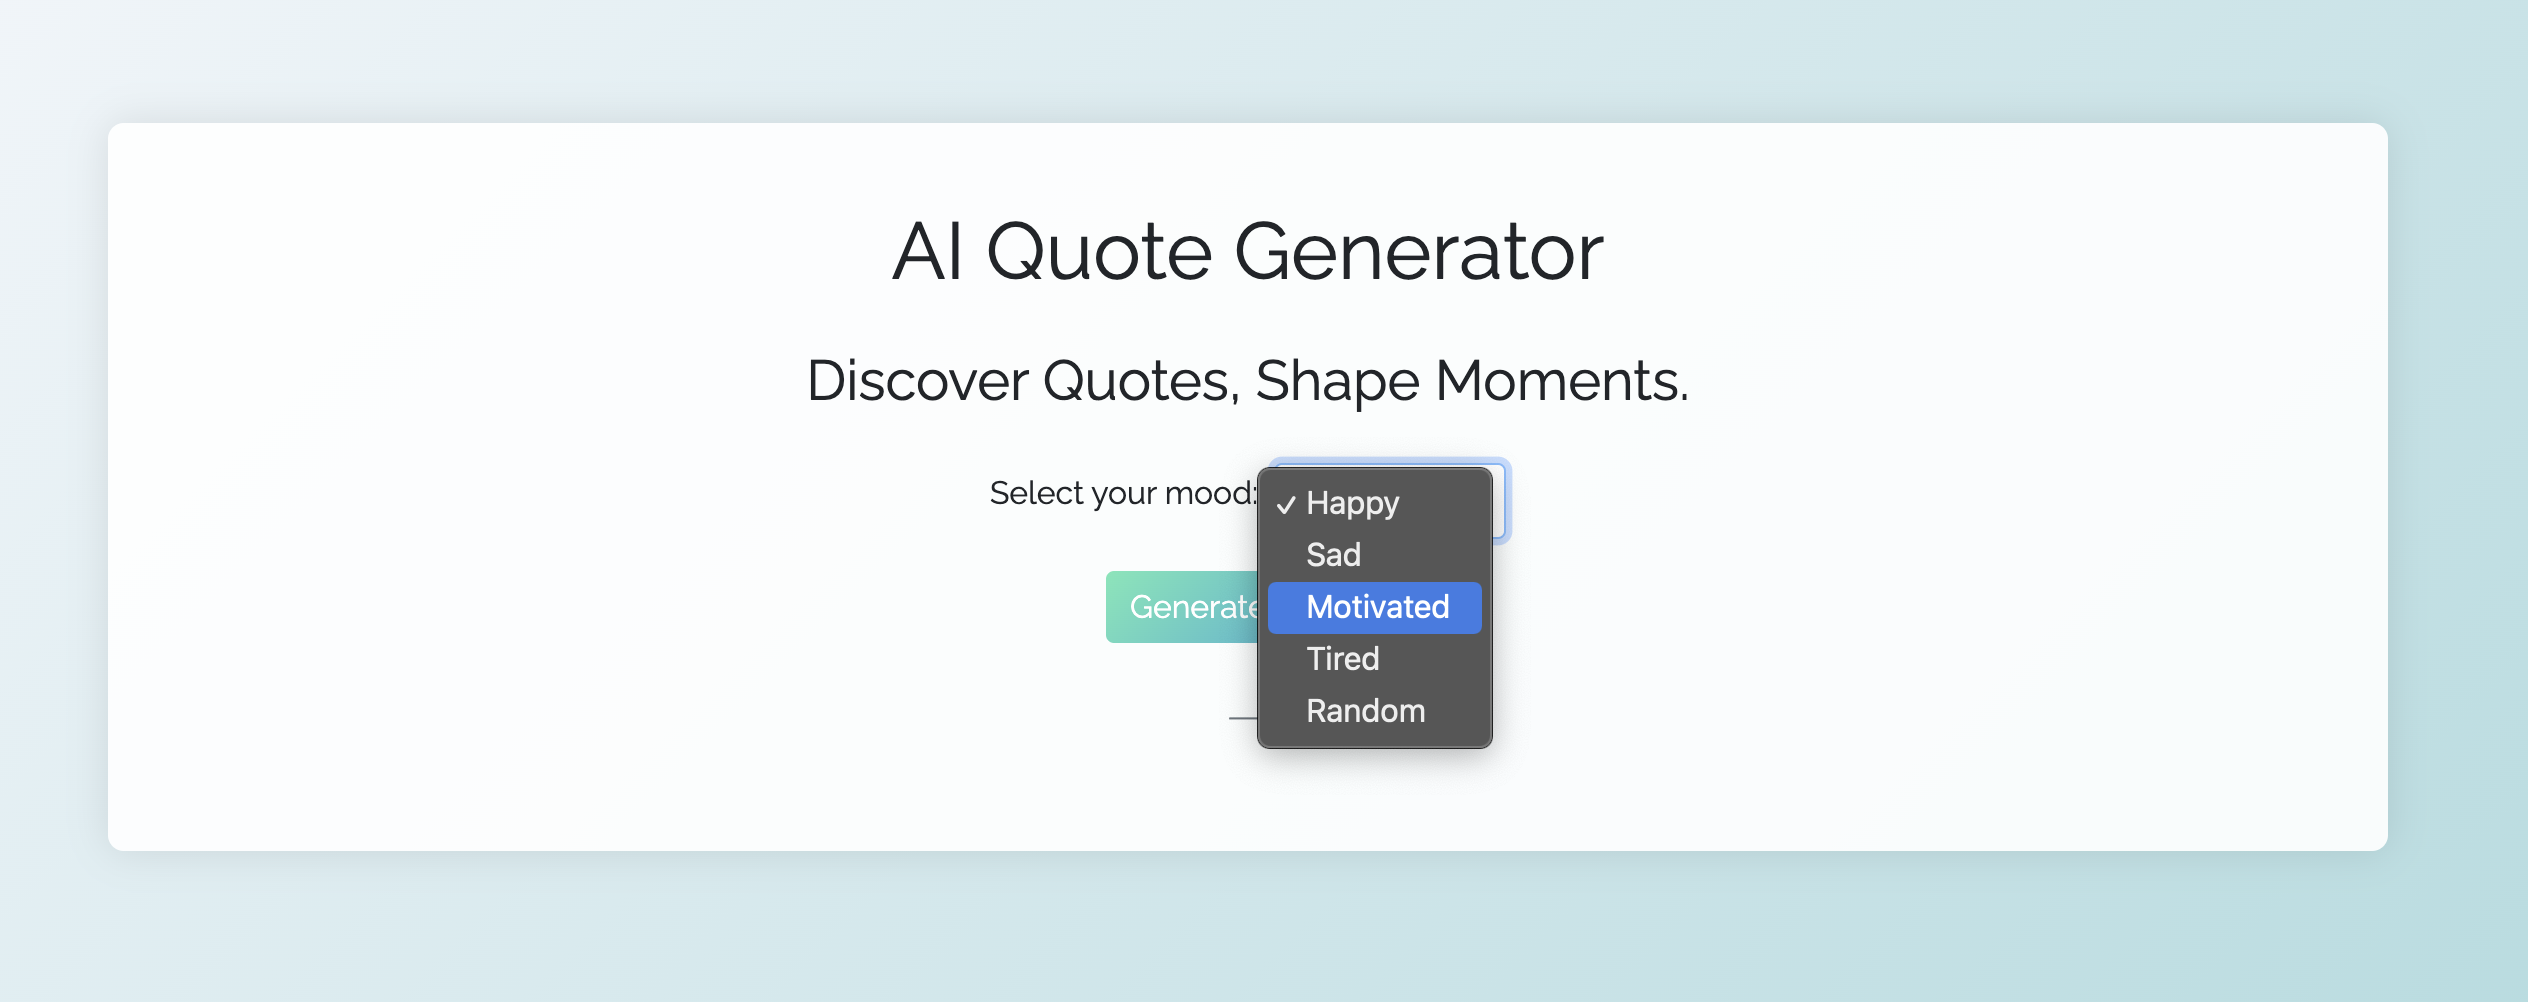 AI Quote Generator
Discover Quotes, Shape Moments.
Select your mood:
✓ Happy
Sad
Generate
Motivated
Tired
Random